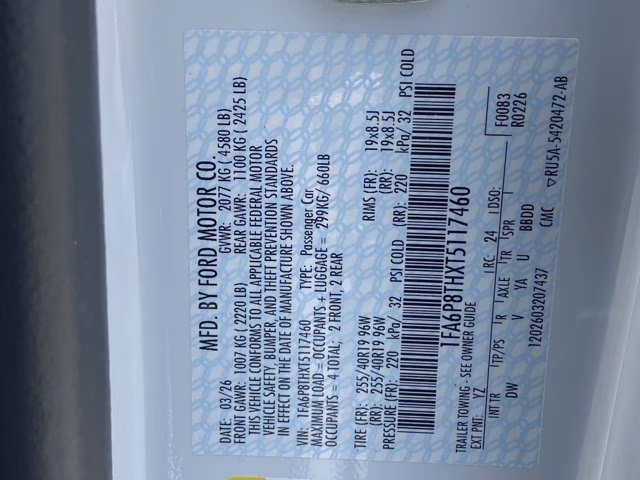 MFD. BY FORD MOTOR CO.
DATE: 03/26 GVWR: 2077 KG ( 4580 LB)
FRONT GAWR: 1007 KG ( 2220 LB) REAR GAWR: 1100 KG ( 2425 LB)
THIS VEHICLE CONFORMS TO ALL APPLICABLE FEDERAL MOTOR
VEHICLE SAFETY, BUMPER, AND THEFT PREVENTION STANDARDS
IN EFFECT ON THE DATE OF MANUFACTURE SHOWN ABOVE.
VIN: 1FA6P8THXT5117460 TYPE: Passenger Car
MAXIMUM LOAD = OCCUPANTS + LUGGAGE = 299KG/ 660LB
OCCUPANTS = 4 TOTAL; 2 FRONT, 2 REAR
TIRE (FR): 255/40R19 96W RIMS (FR): 19x8.5J
(RR): 255/40R19 96W (RR): 19x8.5J
PRESSURE (FR): 220 kPa/ 32 PSI COLD (RR): 220 kPa/ 32 PSI COLD
1FA6P8THXT5117460
TRAILER TOWING - SEE OWNER GUIDE
EXT PNT: YZ RC: 24 DSO: F0083
R0226
INT TR TP/PS R AXLE TR SPR
DW V YA U BBDD
1202603207437 CMC ▽RU5A-5420472-AB